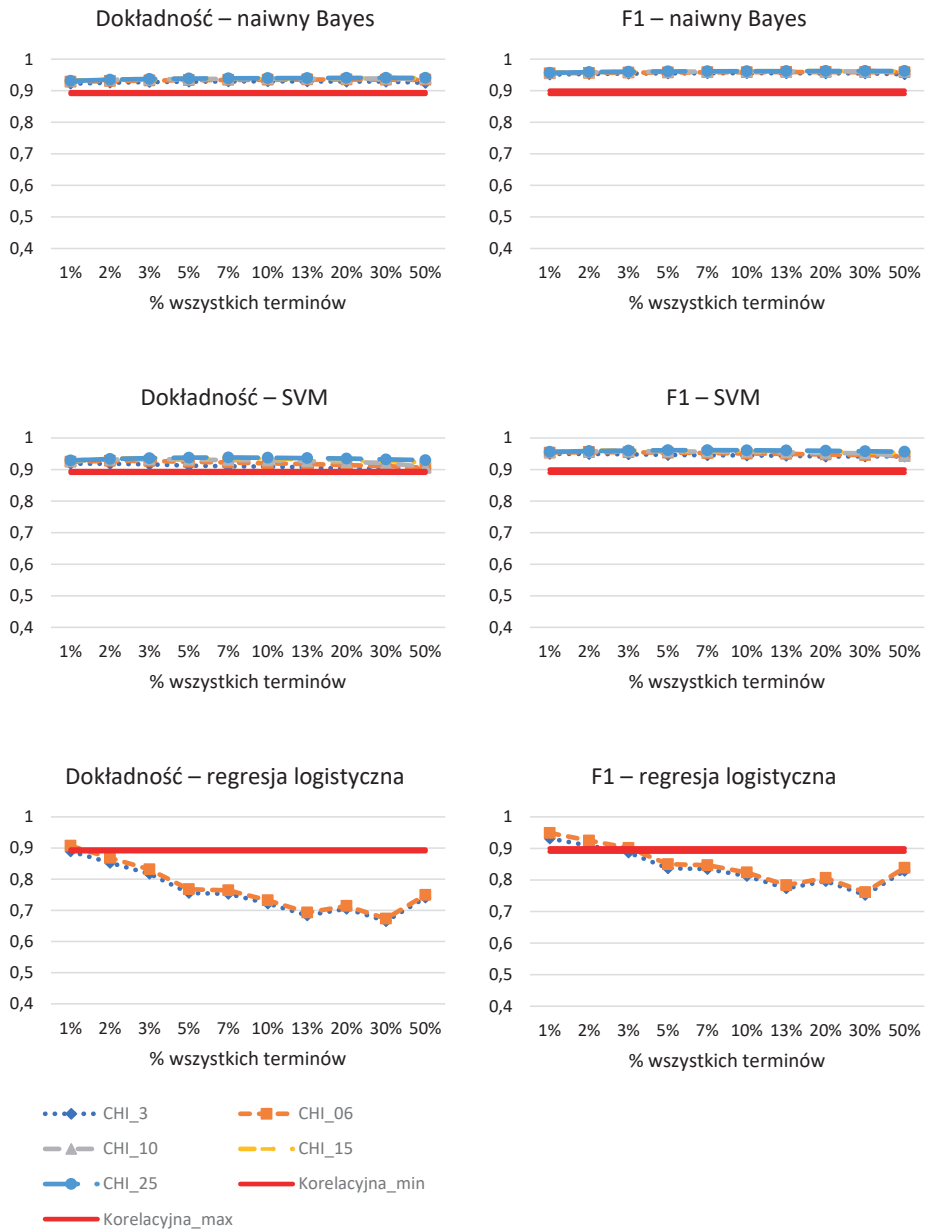 Dokładność – naiwny Bayes
1
0,9
0,8
0,7
0,6
0,5
0,4
1% 2% 3% 5% 7% 10% 13% 20% 30% 50%
% wszystkich terminów
F1 – naiwny Bayes
1
0,9
0,8
0,7
0,6
0,5
0,4
1% 2% 3% 5% 7% 10% 13% 20% 30% 50%
% wszystkich terminów
Dokładność – SVM
1
0,9
0,8
0,7
0,6
0,5
0,4
1% 2% 3% 5% 7% 10% 13% 20% 30% 50%
% wszystkich terminów
F1 – SVM
1
0,9
0,8
0,7
0,6
0,5
0,4
1% 2% 3% 5% 7% 10% 13% 20% 30% 50%
% wszystkich terminów
Dokładność – regresja logistyczna
1
0,9
0,8
0,7
0,6
0,5
0,4
1% 2% 3% 5% 7% 10% 13% 20% 30% 50%
% wszystkich terminów
F1 – regresja logistyczna
1
0,9
0,8
0,7
0,6
0,5
0,4
1% 2% 3% 5% 7% 10% 13% 20% 30% 50%
% wszystkich terminów
CHI_3 CHI_06
CHI_10 CHI_15
CHI_25 Korelacyjna_min
Korelacyjna_max